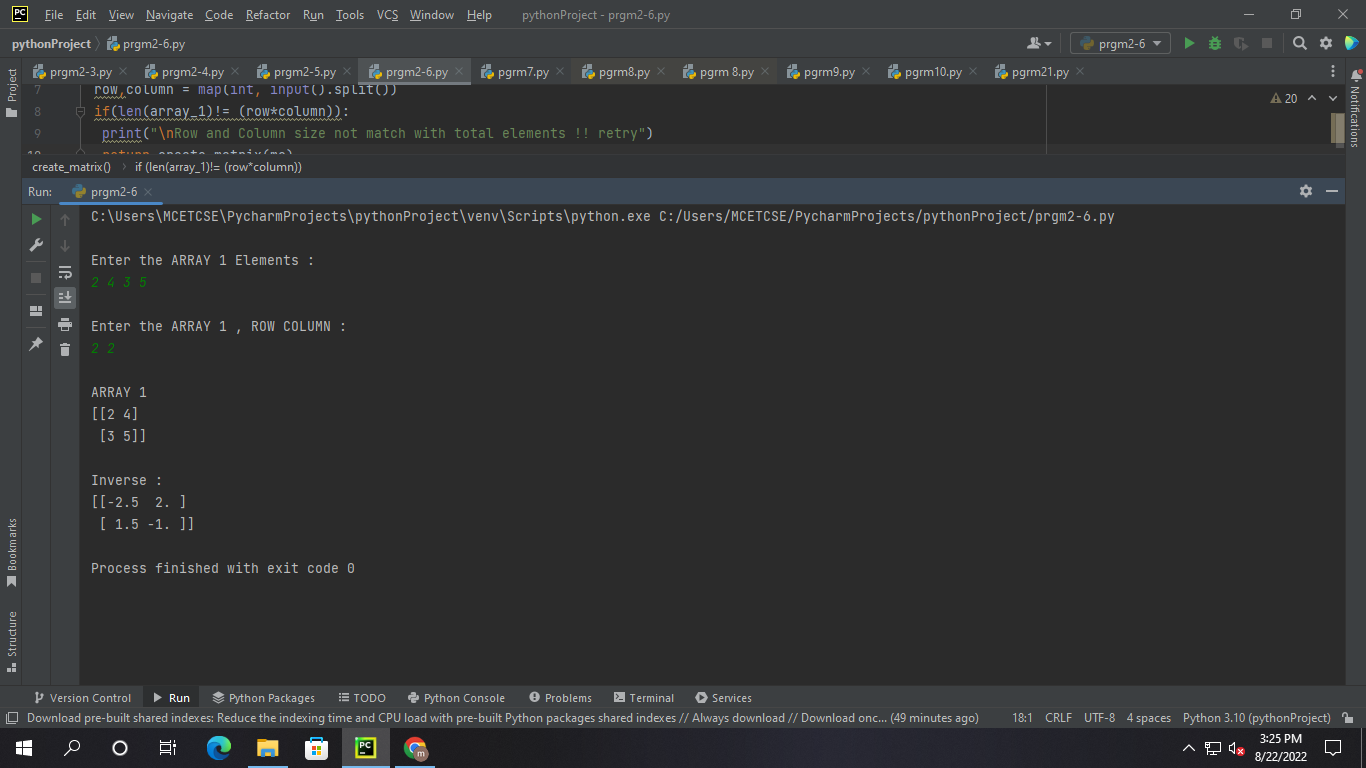 PC File Edit View Navigate Code Refactor Run Tools VCS Window Help pythonProject - prgm2-6.py
pythonProject prgm2-6.py prgm2-6
Project
prgm2-3.py prgm2-4.py prgm2-5.py prgm2-6.py pgrm7.py pgrm8.py pgrm 8.py pgrm9.py pgrm10.py pgrm21.py
Notifications
7 row,column = map(int, input().split())
20
8 if(len(array_1)!= (row*column)):
9 print("\nRow and Column size not match with total elements !! retry")
10 return create_matrix(mc)
create_matrix() if (len(array_1)!= (row*column))
Run: prgm2-6
C:\Users\MCETCSE\PycharmProjects\pythonProject\venv\Scripts\python.exe C:/Users/MCETCSE/PycharmProjects/pythonProject/prgm2-6.py
Enter the ARRAY 1 Elements :
2 4 3 5
Enter the ARRAY 1 , ROW COLUMN :
2 2
ARRAY 1
[[2 4]
[3 5]]
Inverse :
[[-2.5 2. ]
[ 1.5 -1. ]]
Process finished with exit code 0
Bookmarks
Structure
Version Control Run Python Packages TODO Python Console Problems Terminal Services
Download pre-built shared indexes: Reduce the indexing time and CPU load with pre-built Python packages shared indexes // Always download // Download onc... (49 minutes ago) 18:1 CRLF UTF-8 4 spaces Python 3.10 (pythonProject)
PC m 3:25 PM
8/22/2022